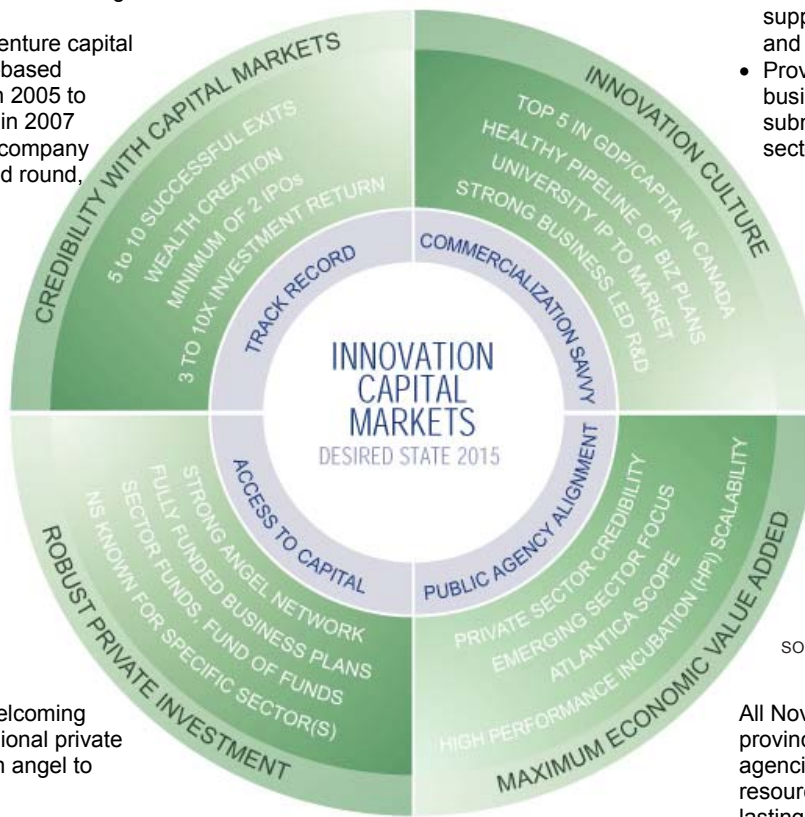 enture capital
based
n 2005 to
in 2007
company
d round,
supp
and
• Prov
busi
subr
sect
CREDIBILITY WITH CAPITAL MARKETS
5 to 10 SUCCESSFUL EXITS
WEALTH CREATION
MINIMUM OF 2 IPOs
3 TO 10X INVESTMENT RETURN
TRACK RECORD
INNOVATION CULTURE
TOP 5 IN GDP/CAPITA IN CANADA
HEALTHY PIPELINE OF BIZ PLANS
UNIVERSITY IP TO MARKET
STRONG BUSINESS LED R&D
COMMERCIALIZATION SAVVY
INNOVATION
CAPITAL
MARKETS
DESIRED STATE 2015
ACCESS TO CAPITAL
STRONG ANGEL NETWORK
FULLY FUNDED BUSINESS PLANS
SECTOR FUNDS, FUND OF FUNDS
NS KNOWN FOR SPECIFIC SECTOR(S)
ROBUST PRIVATE INVESTMENT
PUBLIC AGENCY ALIGNMENT
PRIVATE SECTOR CREDIBILITY
EMERGING SECTOR FOCUS
ATLANTICA SCOPE
HIGH PERFORMANCE INCUBATION (HPi) SCALABILITY
MAXIMUM ECONOMIC VALUE ADDED
SO
elcoming
ional private
n angel to
All Nov
provinc
agenci
resour
lasting